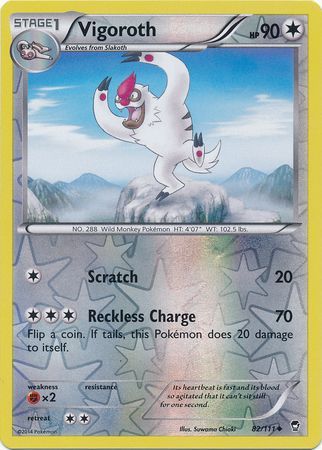 STAGE1
Vigoroth
HP 90
Evolves from Slakoth
NO. 288 Wild Monkey Pokémon HT: 4'07" WT: 102.5 lbs.
Scratch 20
Reckless Charge 70
Flip a coin. If tails, this Pokémon does 20 damage
to itself.
weakness resistance
×2
retreat
Its heartbeat is fast and its blood
so agitated that it can't sit still
for one second.
©2014 Pokémon
Illus. Suwama Chiaki
82/111